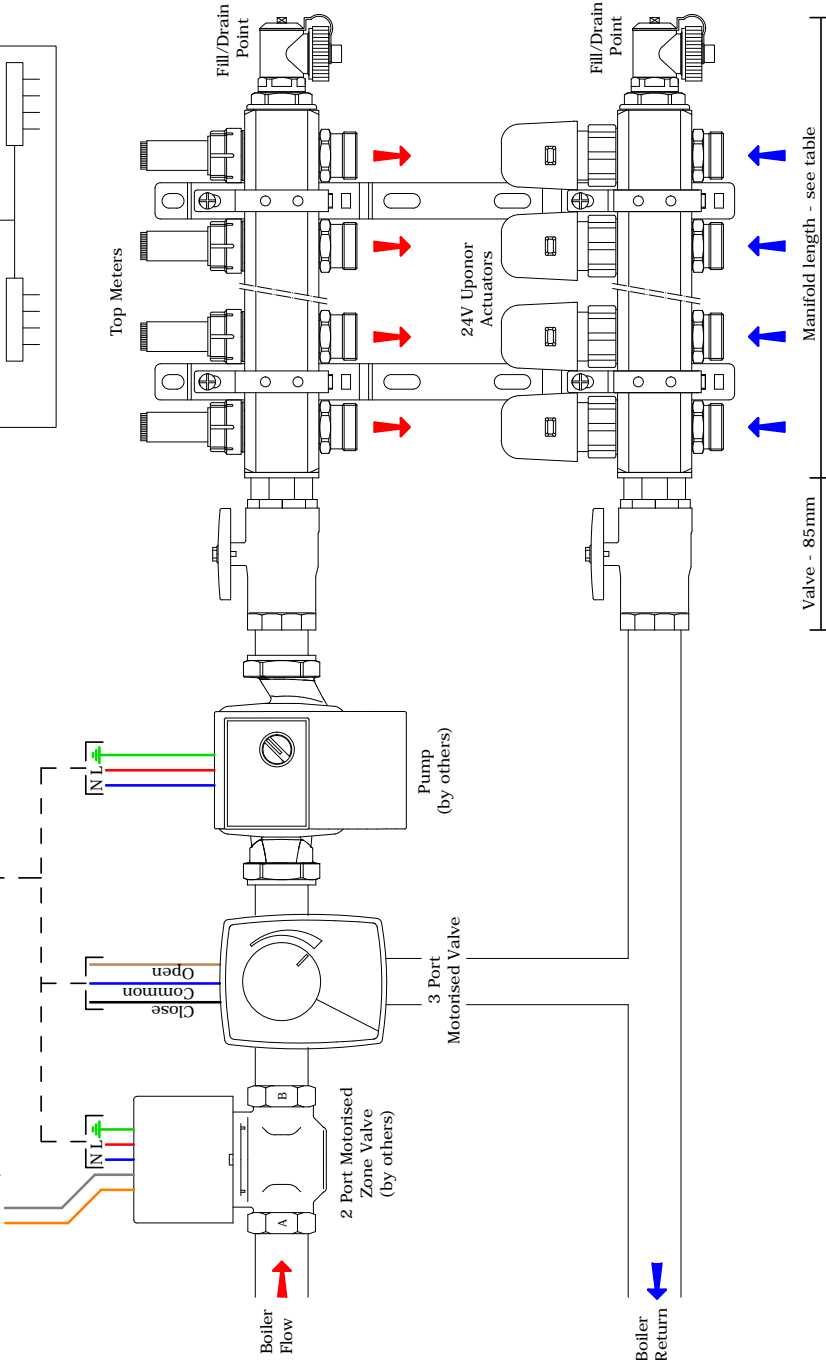 Fill/Drain
Point
Fill/Drain
Point
Top Meters
24V Uponor
Actuators
Manifold length - see table
Valve - 85mm
N L
Pump
(by others)
Open
Common
Close
3 Port
Motorised Valve
N L
B
A
2 Port Motorised
Zone Valve
(by others)
Boiler
Flow
Boiler
Return